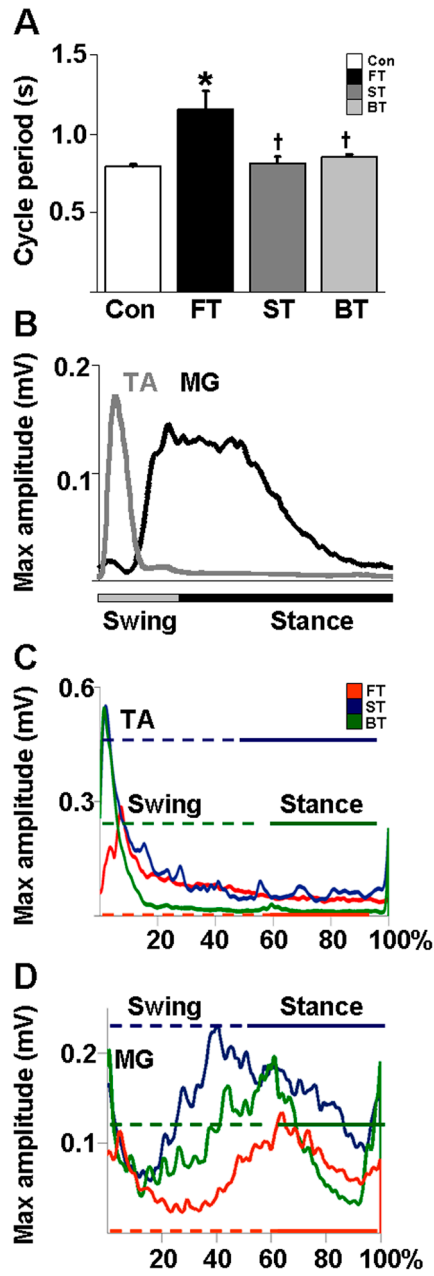 A
Cycle period (s)
1.5
1.0
0.5
Con
FT
ST
BT
*
†
†
Con FT ST BT
B
Max amplitude (mV)
0.2
0.1
TA MG
Swing Stance
C
Max amplitude (mV)
0.6
0.3
TA
FT
ST
BT
Swing Stance
20 40 60 80 100%
D
Max amplitude (mV)
0.2
0.1
Swing Stance
MG
20 40 60 80 100%